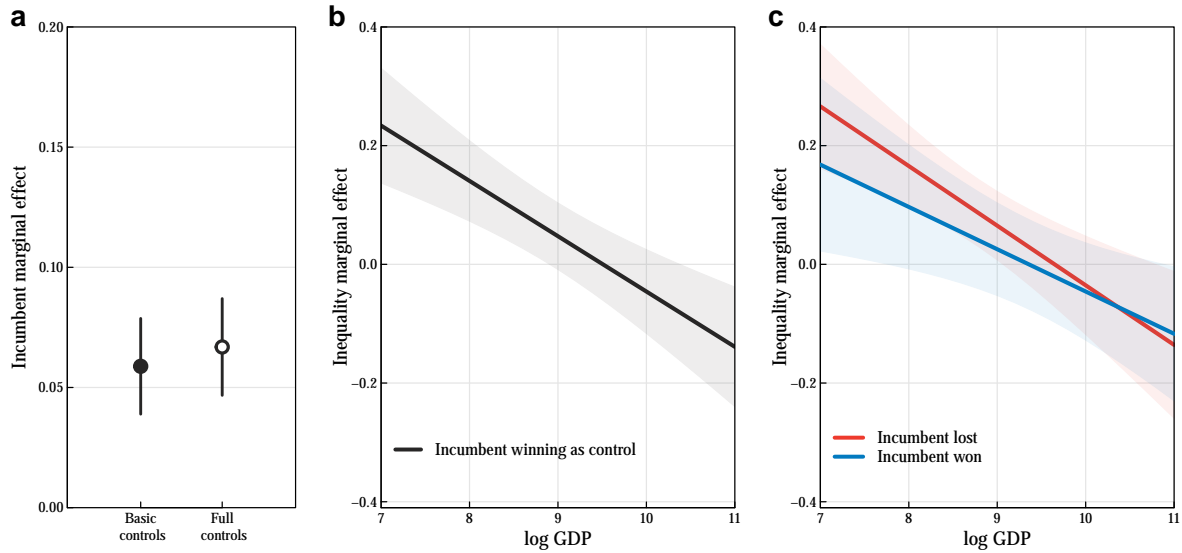 a
0.20
0.15
0.10
0.05
0.00
Incumbent marginal effect
Basic
controls
Full
controls
b
0.4
0.2
0.0
−0.2
−0.4
Inequality marginal effect
Incumbent winning as control
7
8
9
10
11
log GDP
c
0.4
0.2
0.0
−0.2
−0.4
Inequality marginal effect
Incumbent lost
Incumbent won
7
8
9
10
11
log GDP